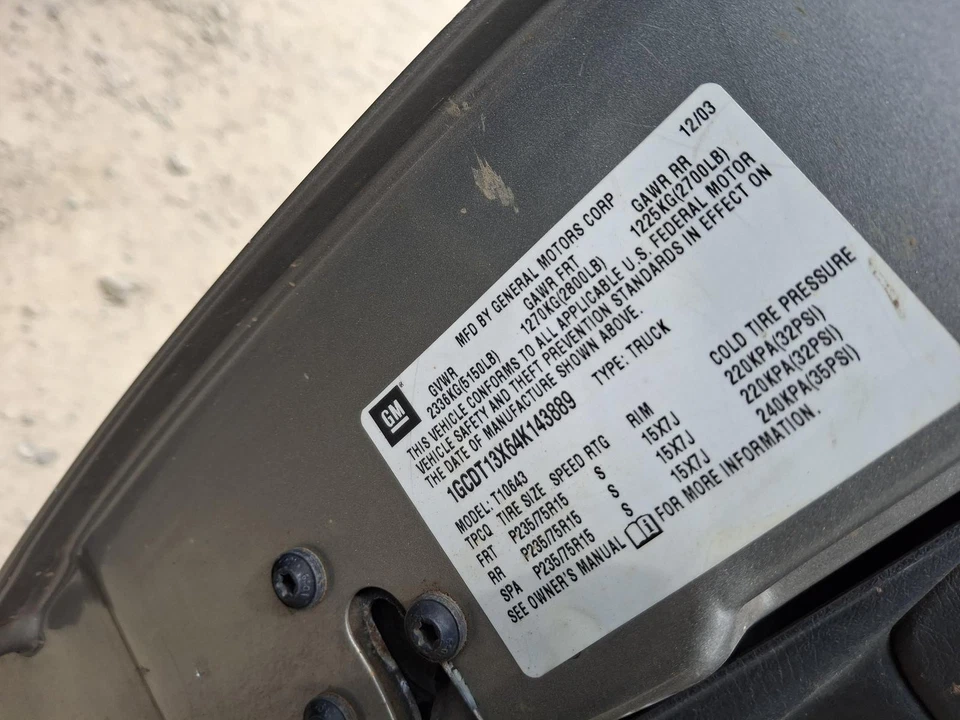 12/03
MFD BY GENERAL MOTORS CORP
GM
GVWR GAWR FRT GAWR RR
2336KG(5150LB) 1270KG(2800LB) 1225KG(2700LB)
THIS VEHICLE CONFORMS TO ALL APPLICABLE U.S. FEDERAL MOTOR
VEHICLE SAFETY AND THEFT PREVENTION STANDARDS IN EFFECT ON
THE DATE OF MANUFACTURE SHOWN ABOVE.
1GCDT13X64K143889 TYPE: TRUCK
MODEL: T10643
TPCQ TIRE SIZE SPEED RTG RIM COLD TIRE PRESSURE
FRT P235/75R15 S 15X7J 220KPA(32PSI)
RR P235/75R15 S 15X7J 220KPA(32PSI)
SPA P235/75R15 S 15X7J 240KPA(35PSI)
SEE OWNER'S MANUAL FOR MORE INFORMATION.